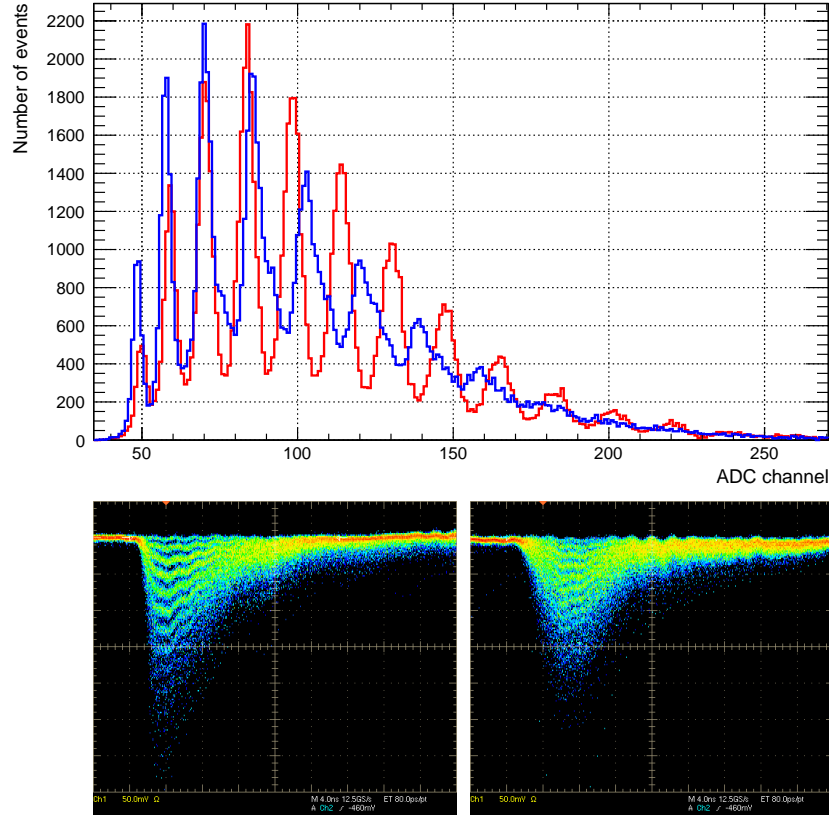 Number of events
2200
2000
1800
1600
1400
1200
1000
800
600
400
200
0
50 100 150 200 250
ADC channel
Ch1 50.0mV Ω M 4.0ns 12.5GS/s ET 80.0ps/pt
A Ch2 ∕ -460mV
Ch1 50.0mV Ω M 4.0ns 12.5GS/s ET 80.0ps/pt
A Ch2 ∕ -460mV